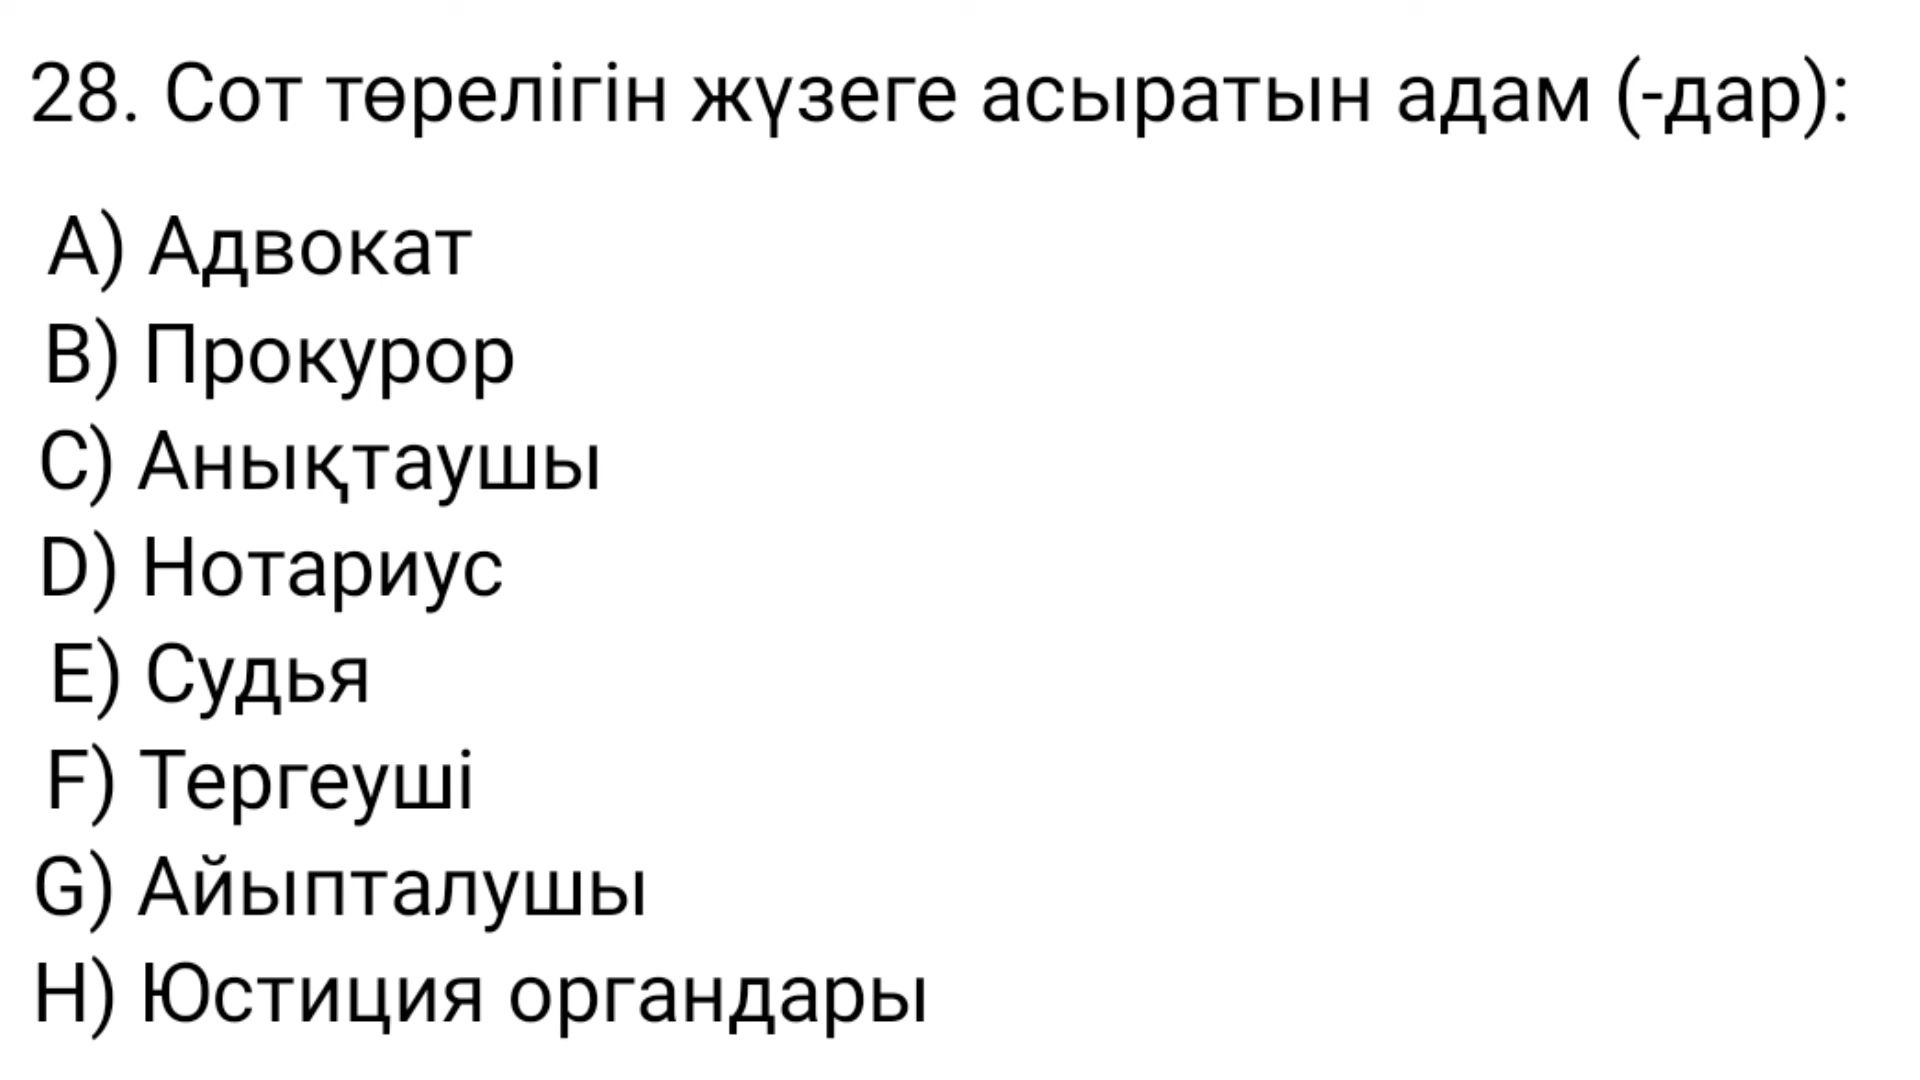 28. Сот төрелігін жүзеге асыратын адам (-дар):
A) Адвокат
B) Прокурор
C) Анықтаушы
D) Нотариус
E) Судья
F) Тергеуші
G) Айыпталушы
H) Юстиция органдары